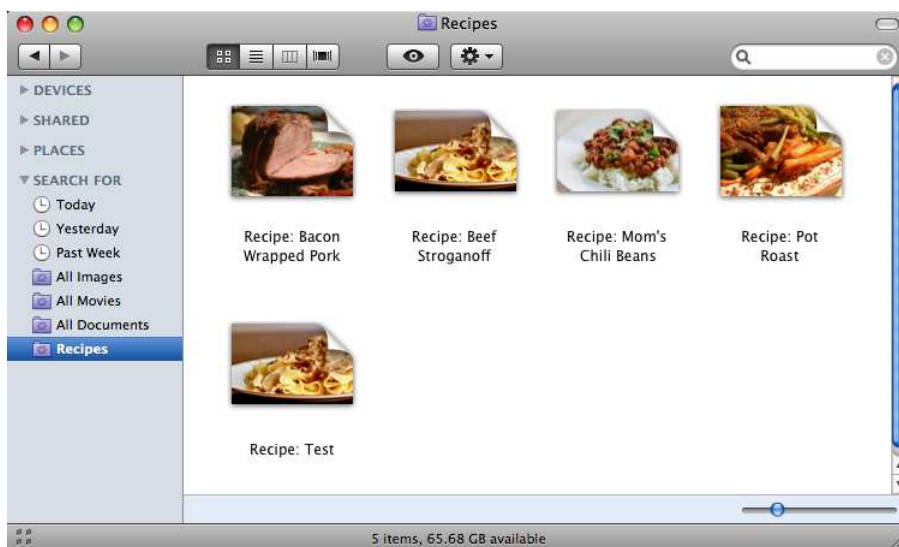 Recipes
DEVICES
SHARED
PLACES
SEARCH FOR
Today
Yesterday
Past Week
All Images
All Movies
All Documents
Recipes
Recipe: Bacon
Wrapped Pork
Recipe: Beef
Stroganoff
Recipe: Mom's
Chili Beans
Recipe: Pot
Roast
Recipe: Test
5 items, 65.68 GB available